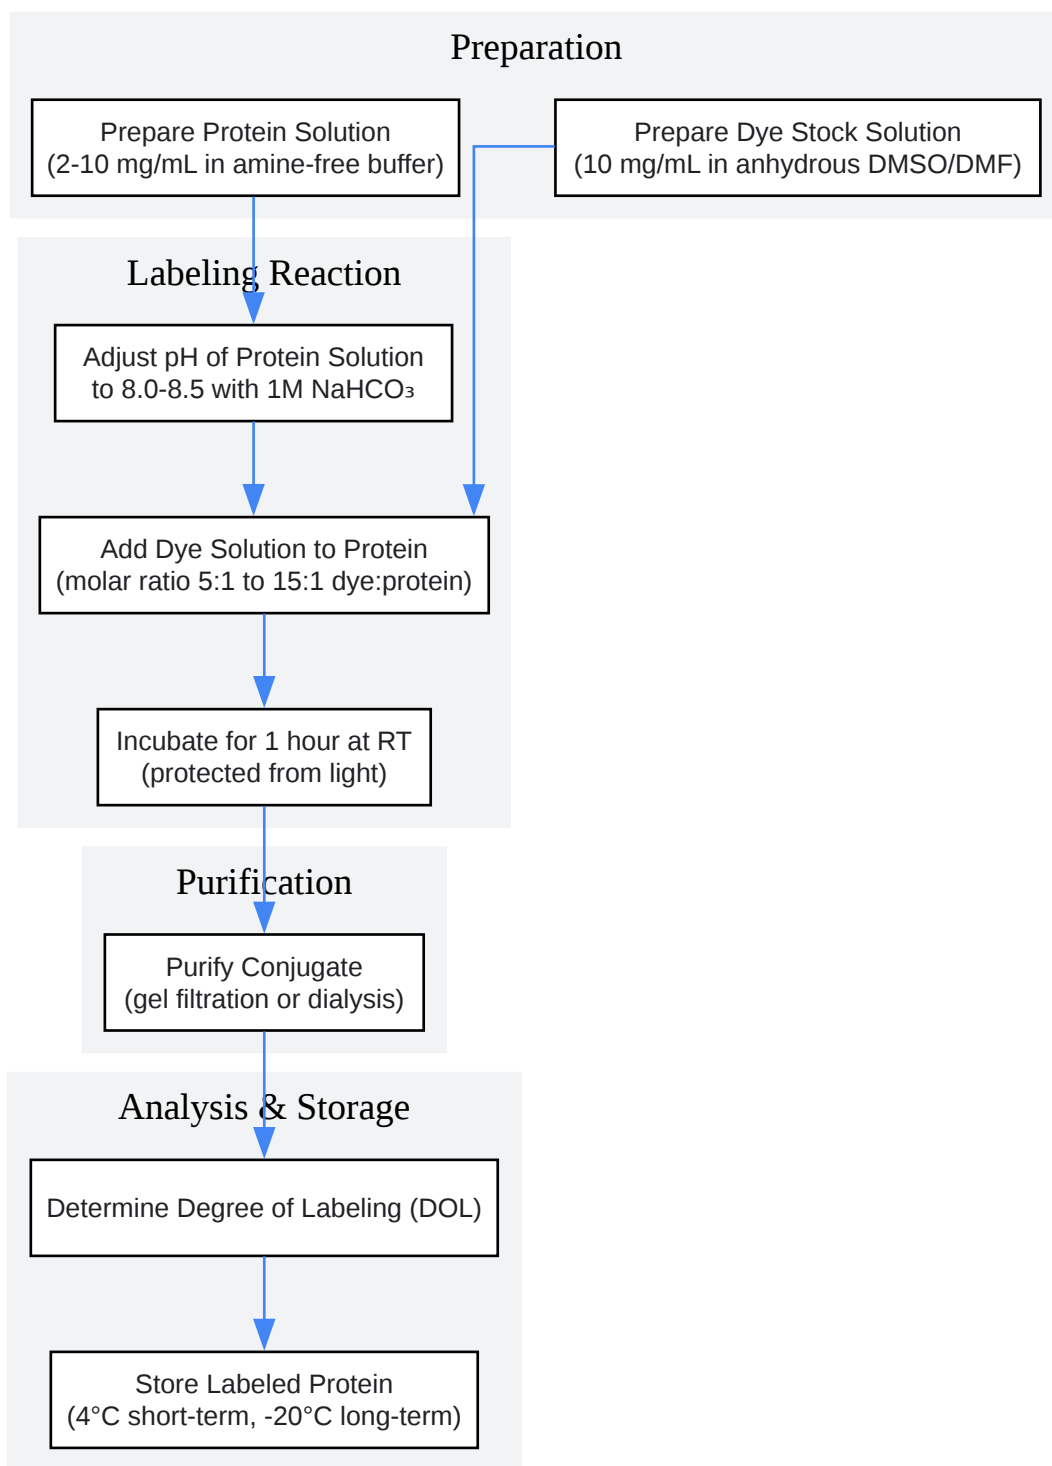 Preparation
Prepare Protein Solution
(2-10 mg/mL in amine-free buffer)
Prepare Dye Stock Solution
(10 mg/mL in anhydrous DMSO/DMF)
Labeling Reaction
Adjust pH of Protein Solution
to 8.0-8.5 with 1M NaHCO₃
Add Dye Solution to Protein
(molar ratio 5:1 to 15:1 dye:protein)
Incubate for 1 hour at RT
(protected from light)
Purification
Purify Conjugate
(gel filtration or dialysis)
Analysis & Storage
Determine Degree of Labeling (DOL)
Store Labeled Protein
(4°C short-term, -20°C long-term)